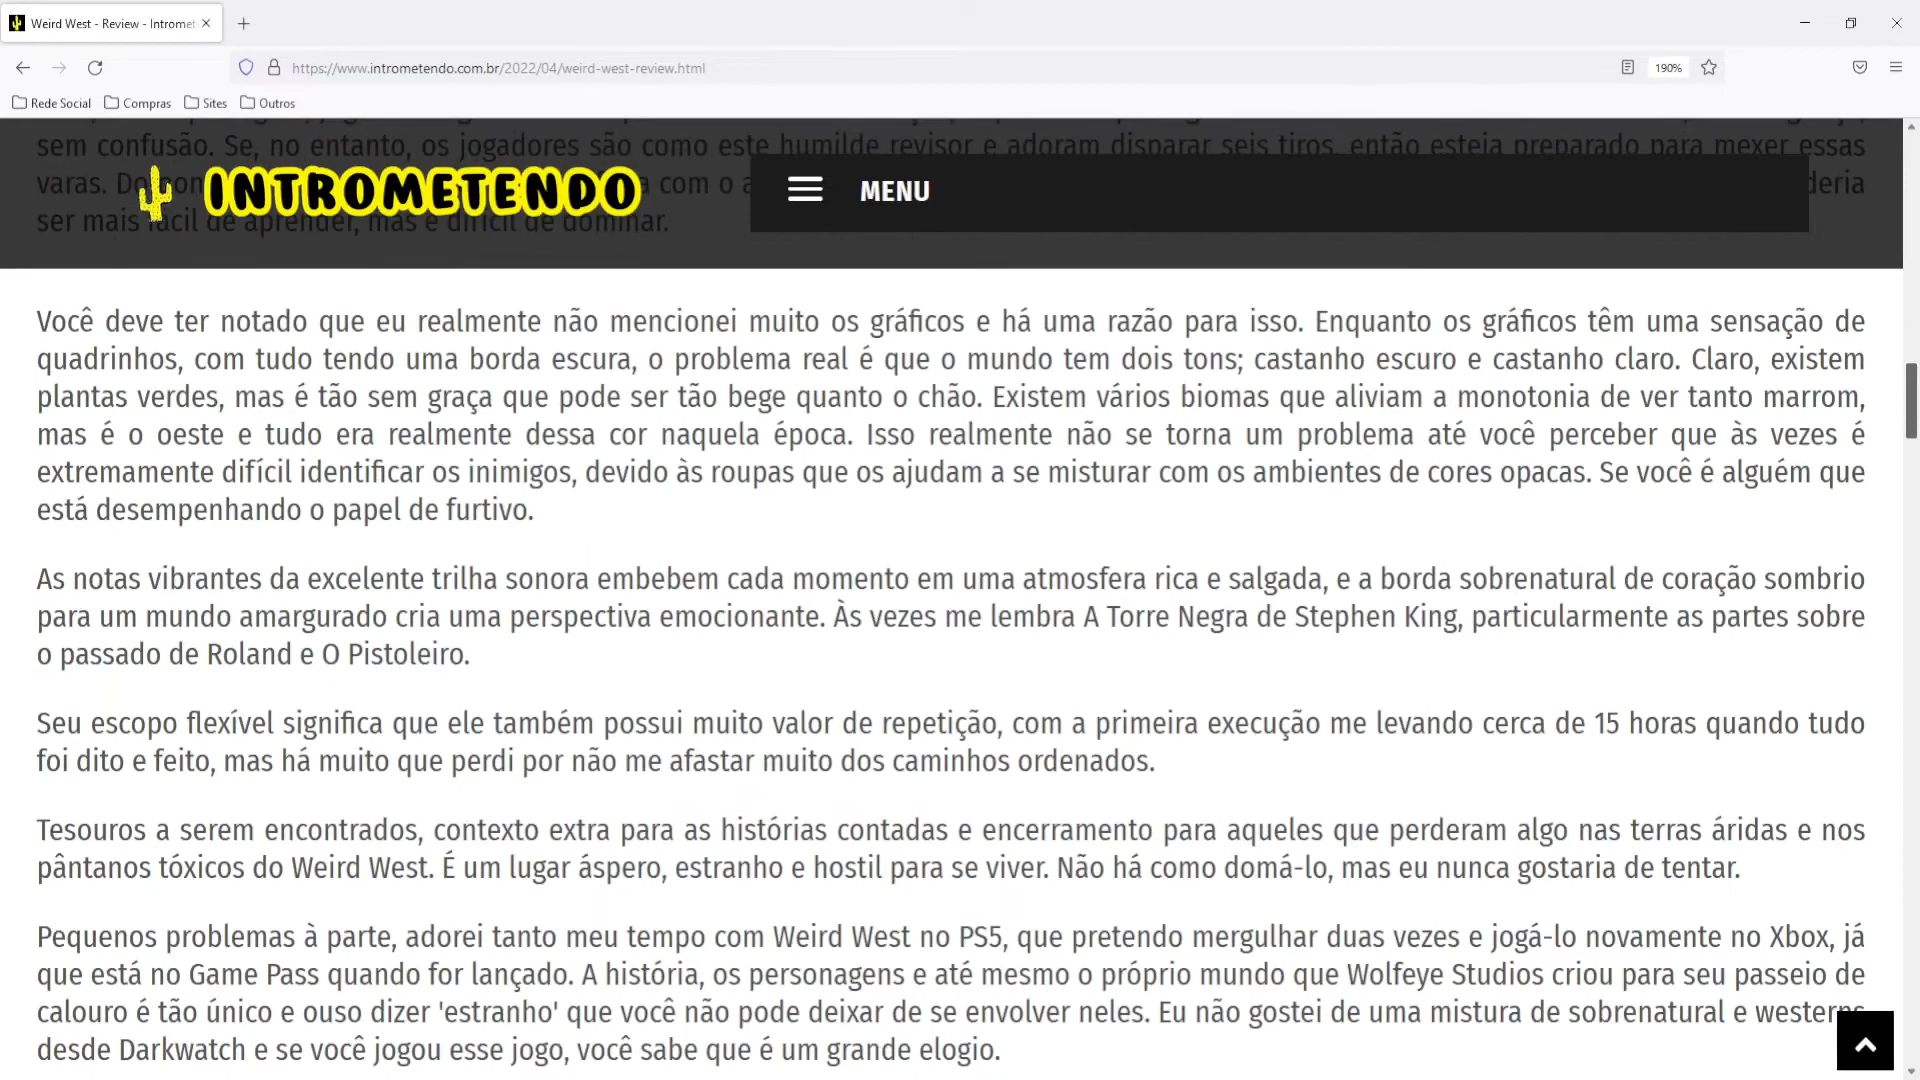 Weird West - Review - Intromet
https://www.intrometendo.com.br/2022/04/weird-west-review.html
190%
Rede Social
Compras
Sites
Outros
sem confusão. Se, no entanto, os jogadores são como este humilde revisor e adoram disparar seis tiros, então esteja preparado para mexer essas
varas. com o
ser mais fácil de aprender, mas é difícil de dominar.
INTROMETENDO
MENU
Você deve ter notado que eu realmente não mencionei muito os gráficos e há uma razão para isso. Enquanto os gráficos têm uma sensação de
quadrinhos, com tudo tendo uma borda escura, o problema real é que o mundo tem dois tons; castanho escuro e castanho claro. Claro, existem
plantas verdes, mas é tão sem graça que pode ser tão bege quanto o chão. Existem vários biomas que aliviam a monotonia de ver tanto marrom,
mas é o oeste e tudo era realmente dessa cor naquela época. Isso realmente não se torna um problema até você perceber que às vezes é
extremamente difícil identificar os inimigos, devido às roupas que os ajudam a se misturar com os ambientes de cores opacas. Se você é alguém que
está desempenhando o papel de furtivo.
As notas vibrantes da excelente trilha sonora embebem cada momento em uma atmosfera rica e salgada, e a borda sobrenatural de coração sombrio
para um mundo amargurado cria uma perspectiva emocionante. Às vezes me lembra A Torre Negra de Stephen King, particularmente as partes sobre
o passado de Roland e O Pistoleiro.
Seu escopo flexível significa que ele também possui muito valor de repetição, com a primeira execução me levando cerca de 15 horas quando tudo
foi dito e feito, mas há muito que perdi por não me afastar muito dos caminhos ordenados.
Tesouros a serem encontrados, contexto extra para as histórias contadas e encerramento para aqueles que perderam algo nas terras áridas e nos
pântanos tóxicos do Weird West. É um lugar áspero, estranho e hostil para se viver. Não há como domá-lo, mas eu nunca gostaria de tentar.
Pequenos problemas à parte, adorei tanto meu tempo com Weird West no PS5, que pretendo mergulhar duas vezes e jogá-lo novamente no Xbox, já
que está no Game Pass quando for lançado. A história, os personagens e até mesmo o próprio mundo que Wolfeye Studios criou para seu passeio de
calouro é tão único e ouso dizer 'estranho' que você não pode deixar de se envolver neles. Eu não gostei de uma mistura de sobrenatural e westerns
desde Darkwatch e se você jogou esse jogo, você sabe que é um grande elogio.